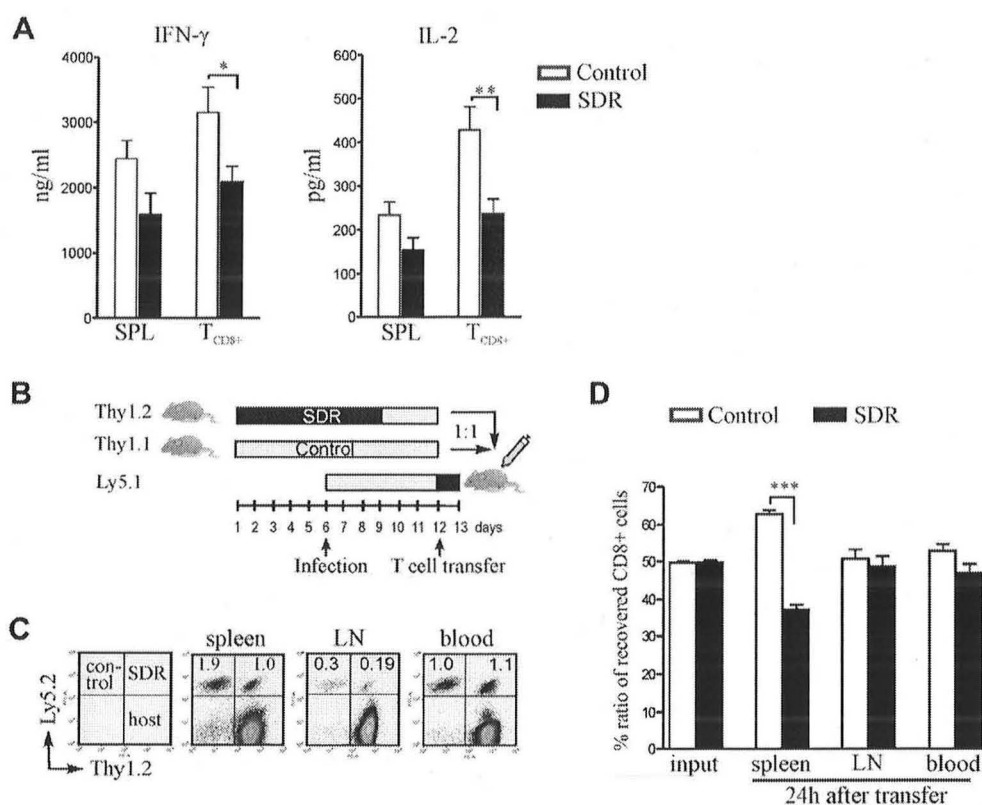 A
IFN-γ
IL-2
Control
SDR
4000
3000
2000
1000
0
ng/ml
SPL
T CD8+
*
600
500
400
300
200
100
0
pg/ml
SPL
T CD8+
**
B
Thy1.2
SDR
Thy1.1
Control
1:1
Ly5.1
1 2 3 4 5 6 7 8 9 10 11 12 13 days
Infection
T cell transfer
C
spleen
LN
blood
con-
trol
SDR
host
1.9 1.0
0.3 0.19
1.0 1.1
Ly5.2
Thy1.2
D
Control
SDR
***
70
60
50
40
30
20
10
0
% ratio of recovered CD8+ cells
input
spleen
LN
blood
24h after transfer